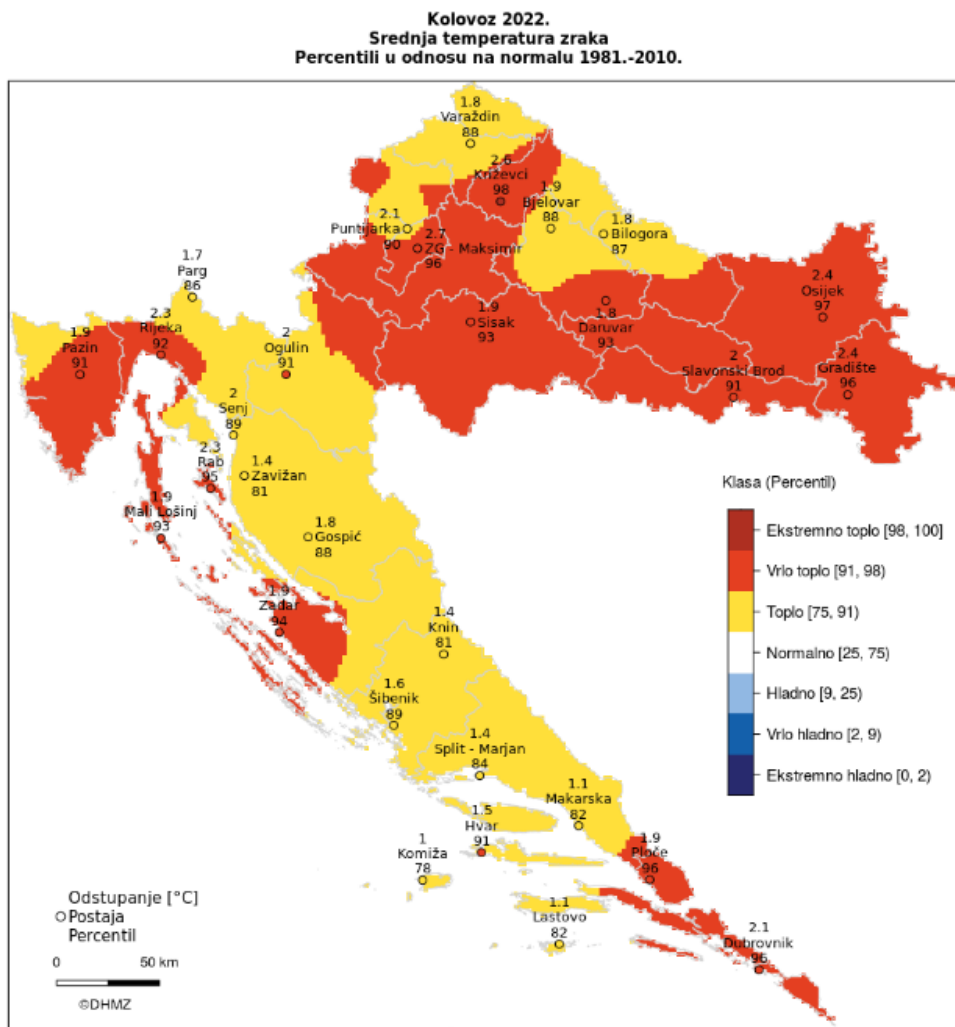 Kolovoz 2022.
Srednja temperatura zraka
Percentili u odnosu na normalu 1981.-2010.
1.8
Varaždin
88
2.6
Križevci
98
1.9
Bjelovar
88
1.8
Bilogora
87
2.1
Puntijarka
90
2.7
ZG - Maksimir
96
1.7
Parg
86
2.3
Rijeka
92
1.9
Pazin
91
2
Ogulin
91
1.9
Sisak
93
1.8
Daruvar
93
2.4
Osijek
97
2
Slavonski Brod
91
2.4
Gradište
96
2
Senj
89
2.3
Rab
95
1.4
Zavižan
81
1.9
Mali Lošinj
93
1.8
Gospić
88
1.9
Zadar
94
1.4
Knin
81
1.6
Šibenik
89
1.4
Split - Marjan
84
1.1
Makarska
82
1.5
Hvar
91
1
Komiža
78
1.9
Ploče
96
1.1
Lastovo
82
2.1
Dubrovnik
96
Klasa (Percentil)
Ekstremno toplo [98, 100]
Vrlo toplo [91, 98)
Toplo [75, 91)
Normalno [25, 75)
Hladno [9, 25)
Vrlo hladno [2, 9)
Ekstremno hladno [0, 2)
Odstupanje [°C]
Postaja
Percentil
0 50 km
©DHMZ